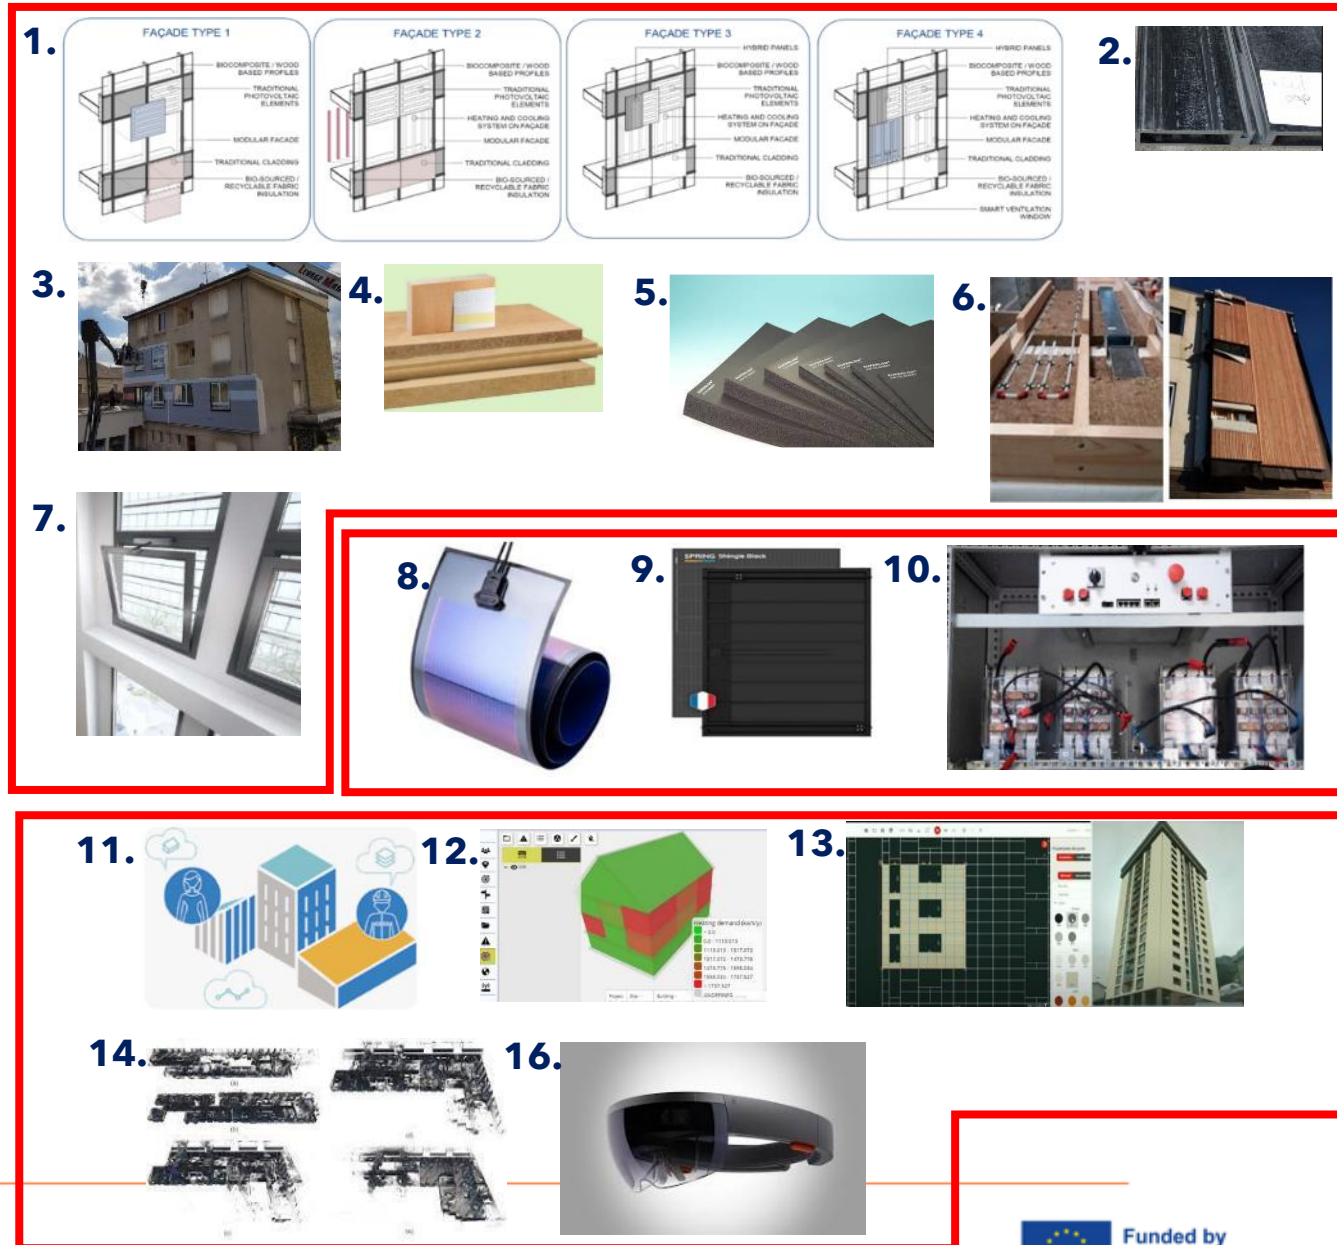 1.
FAÇADE TYPE 1
BIOCOMPOSITE / WOOD
BASED PROFILES
TRADITIONAL
PHOTOVOLTAIC
ELEMENTS
MODULAR FACADE
TRADITIONAL CLADDING
BIO-SOURCED /
RECYCLABLE FABRIC
INSULATION
FAÇADE TYPE 2
BIOCOMPOSITE / WOOD
BASED PROFILES
TRADITIONAL
PHOTOVOLTAIC
ELEMENTS
HEATING AND COOLING
SYSTEM ON FAÇADE
MODULAR FACADE
TRADITIONAL CLADDING
BIO-SOURCED /
RECYCLABLE FABRIC
INSULATION
FAÇADE TYPE 3
HYBRID PANELS
BIOCOMPOSITE / WOOD
BASED PROFILES
TRADITIONAL
PHOTOVOLTAIC
ELEMENTS
HEATING AND COOLING
SYSTEM ON FAÇADE
MODULAR FACADE
TRADITIONAL CLADDING
BIO-SOURCED /
RECYCLABLE FABRIC
INSULATION
FAÇADE TYPE 4
HYBRID PANELS
BIOCOMPOSITE / WOOD
BASED PROFILES
TRADITIONAL
PHOTOVOLTAIC
ELEMENTS
HEATING AND COOLING
SYSTEM ON FAÇADE
MODULAR FACADE
TRADITIONAL CLADDING
BIO-SOURCED /
RECYCLABLE FABRIC
INSULATION
SMART VENTILATION
WINDOW
2.
3.
4.
5.
6.
7.
8.
9.
SPRING Shingle Black
10.
11.
12.
Heating demand (kWh/y)
13.
14.
(a)
(b)
(c)
(d)
(e)
16.
Funded by